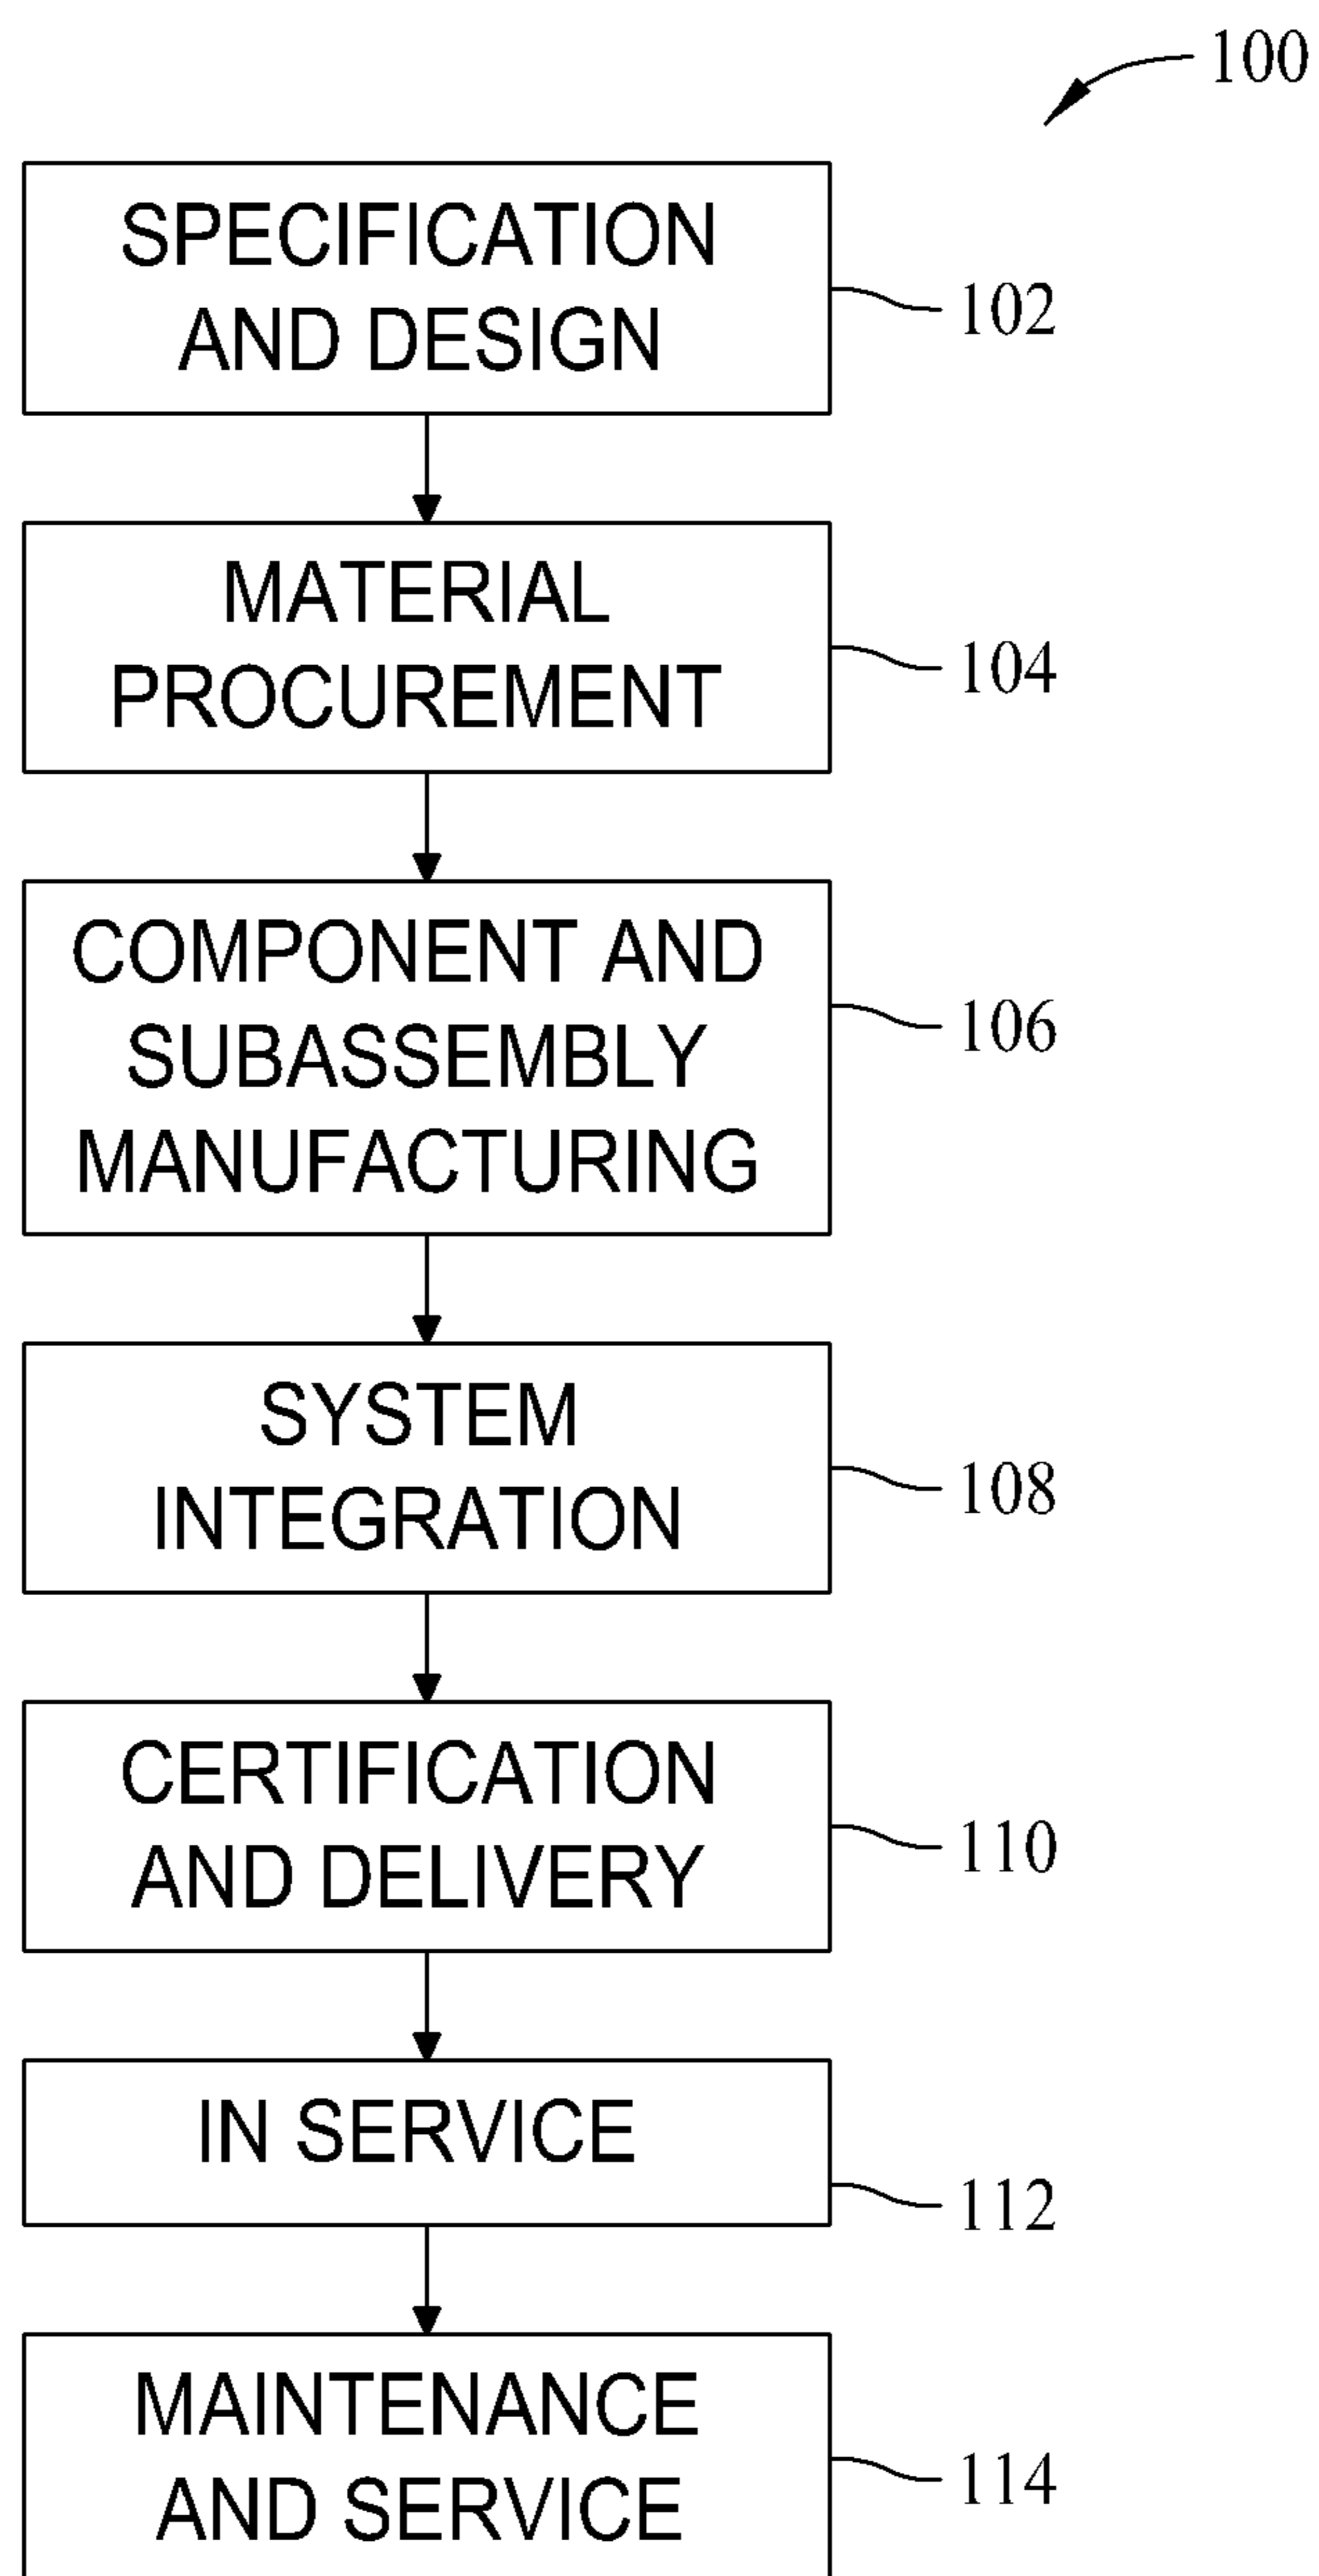 100
SPECIFICATION
AND DESIGN
102
MATERIAL
PROCUREMENT
104
COMPONENT AND
SUBASSEMBLY
MANUFACTURING
106
SYSTEM
INTEGRATION
108
CERTIFICATION
AND DELIVERY
110
IN SERVICE
112
MAINTENANCE
AND SERVICE
114